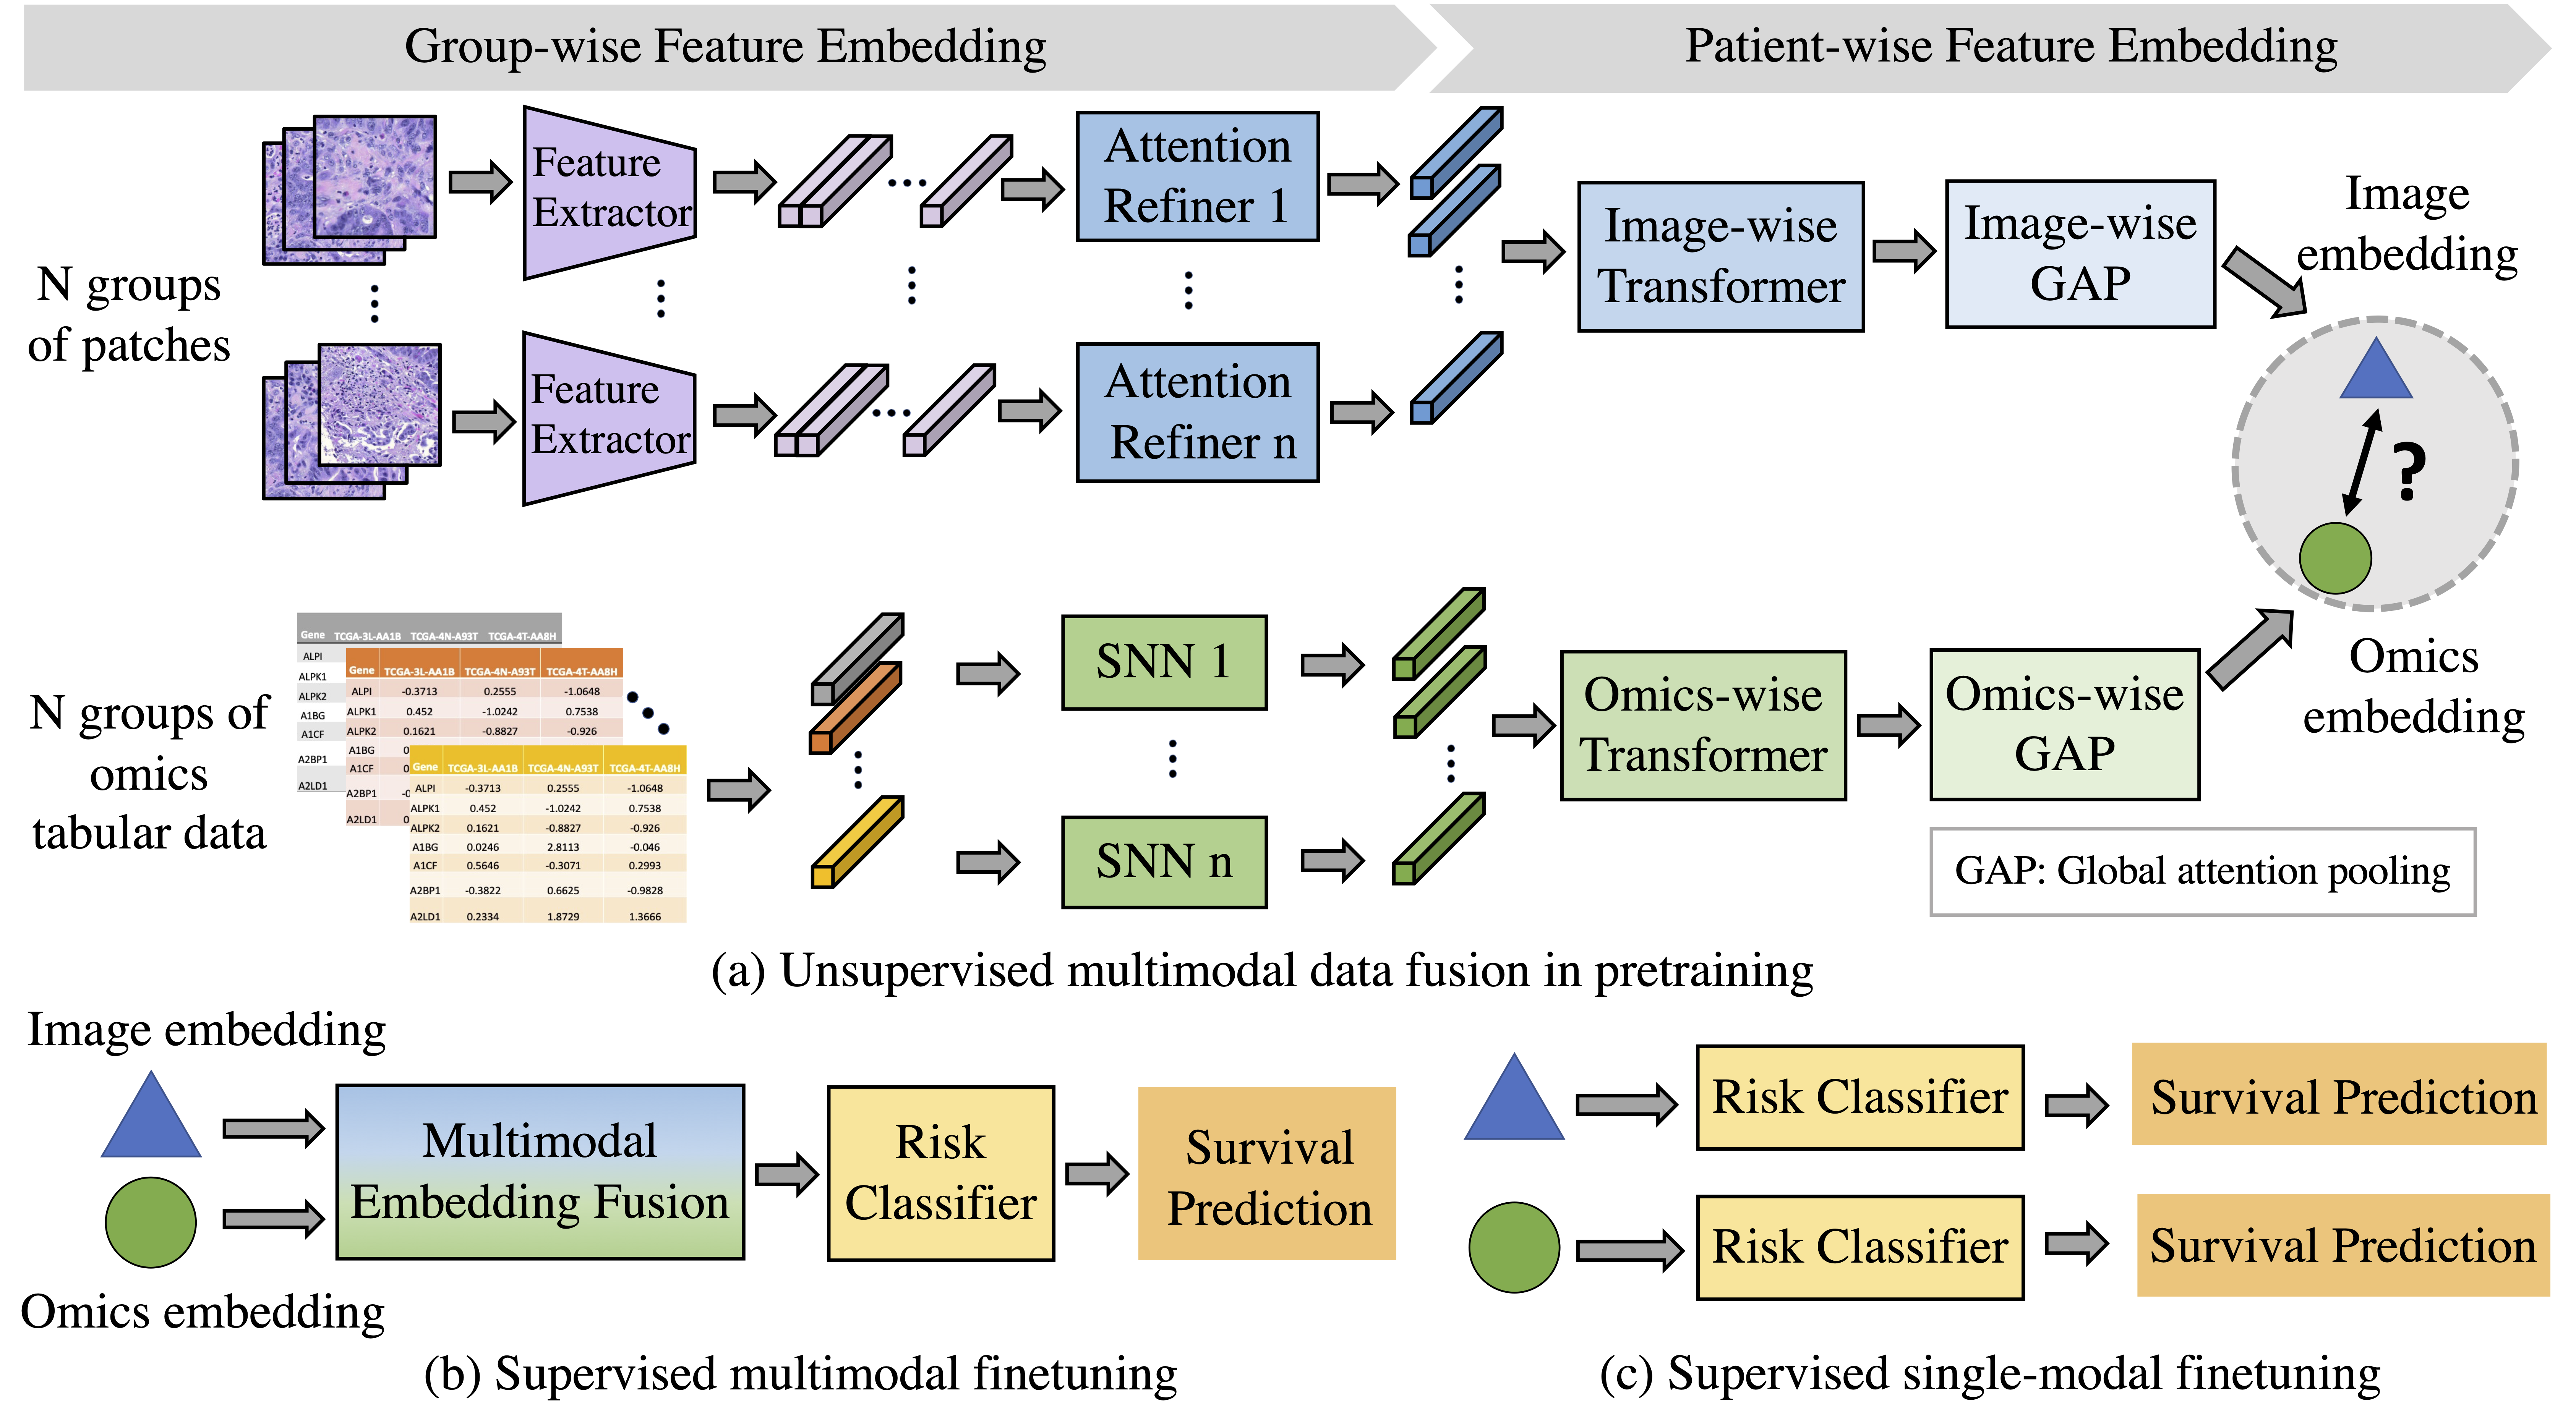 Group-wise Feature Embedding
Patient-wise Feature Embedding
N groups
of patches
Feature
Extractor
Attention
Refiner 1
Image-wise
Transformer
Image-wise
GAP
Image
embedding
Feature
Extractor
Attention
Refiner n
?
N groups of
omics
tabular data
Gene TCGA-3L-AA1B TCGA-4N-A93T TCGA-4T-AA8H
ALPI
ALPK1
ALPK2
A1BG
A1CF
A2BP1
A2LD1
Gene TCGA-3L-AA1B TCGA-4N-A93T TCGA-4T-AA8H
ALPI -0.3713 0.2555 -1.0648
ALPK1 0.452 -1.0242 0.7538
ALPK2 0.1621 -0.8827 -0.926
A1BG 0
A1CF 0
A2BP1 -0
A2LD1 0
Gene TCGA-3L-AA1B TCGA-4N-A93T TCGA-4T-AA8H
ALPI -0.3713 0.2555 -1.0648
ALPK1 0.452 -1.0242 0.7538
ALPK2 0.1621 -0.8827 -0.926
A1BG 0.0246 2.8113 -0.046
A1CF 0.5646 -0.3071 0.2993
A2BP1 -0.3822 0.6625 -0.9828
A2LD1 0.2334 1.8729 1.3666
SNN 1
SNN n
Omics-wise
Transformer
Omics-wise
GAP
Omics
embedding
GAP: Global attention pooling
(a) Unsupervised multimodal data fusion in pretraining
Image embedding
Omics embedding
Multimodal
Embedding Fusion
Risk
Classifier
Survival
Prediction
(b) Supervised multimodal finetuning
Risk Classifier
Survival Prediction
Risk Classifier
Survival Prediction
(c) Supervised single-modal finetuning